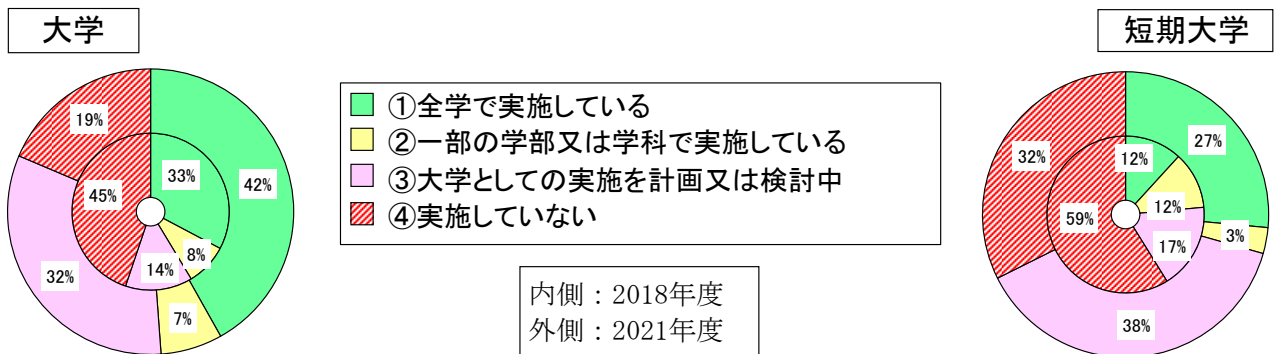 大学
19%
33%
42%
45%
8%
14%
32%
7%
①全学で実施している
②一部の学部又は学科で実施している
③大学としての実施を計画又は検討中
④実施していない
内側：2018年度
外側：2021年度
短期大学
27%
12%
32%
12%
59%
3%
17%
38%